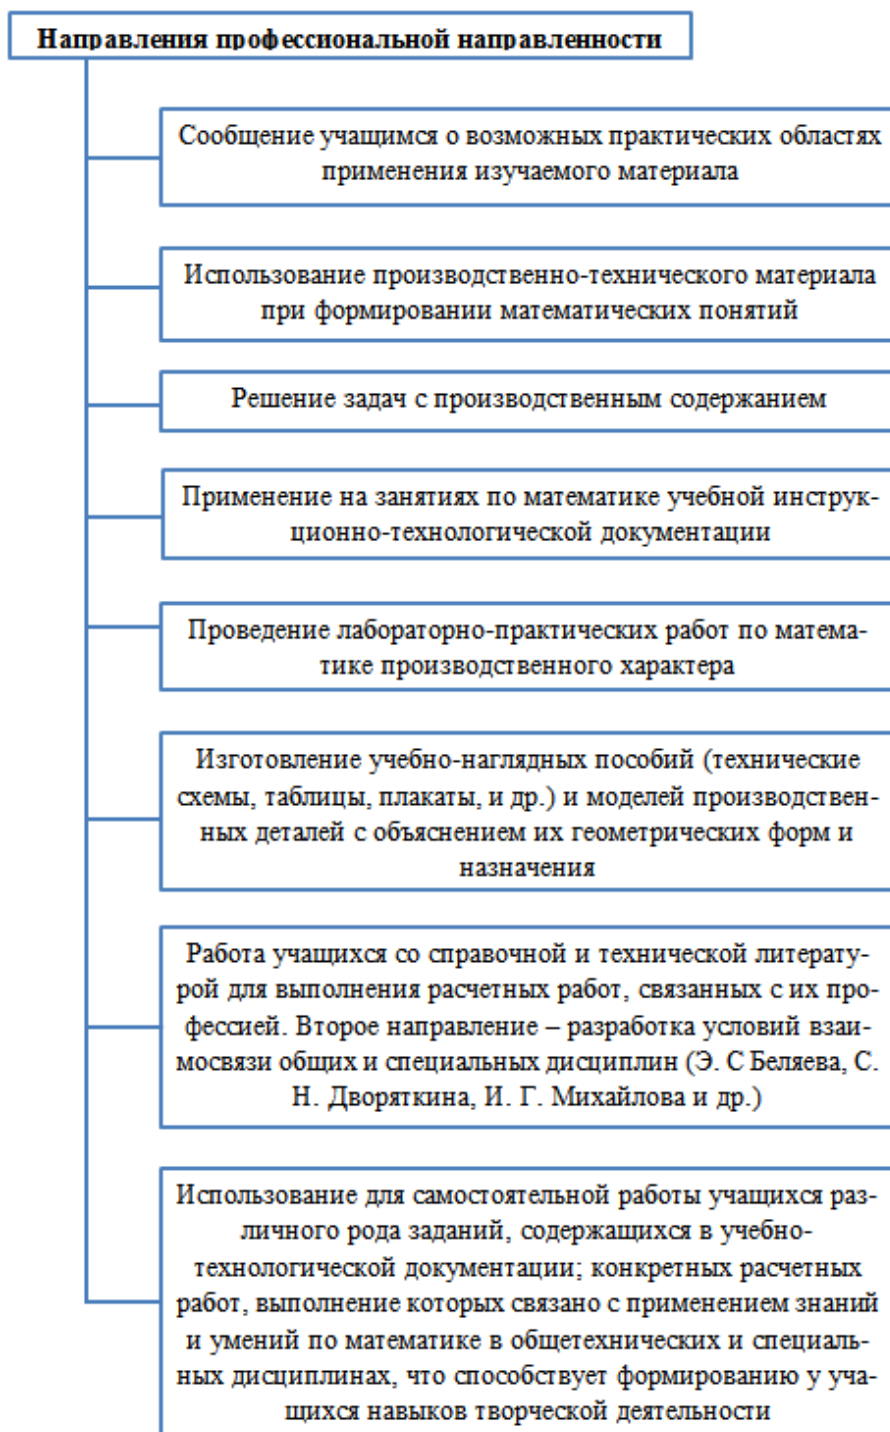 Направления профессиональной направленности
Сообщение учащимся о возможных практических областях
применения изучаемого материала
Использование производственно-технического материала
при формировании математических понятий
Решение задач с производственным содержанием
Применение на занятиях по математике учебной инструк-
ционно-технологической документации
Проведение лабораторно-практических работ по матема-
тике производственного характера
Изготовление учебно-наглядных пособий (технические
схемы, таблицы, плакаты, и др.) и моделей производствен-
ных деталей с объяснением их геометрических форм и
назначения
Работа учащихся со справочной и технической литерату-
рой для выполнения расчетных работ, связанных с их про-
фессией. Второе направление – разработка условий взаи-
мосвязи общих и специальных дисциплин (Э. С Беляева, С.
Н. Дворяткина, И. Г. Михайлова и др.)
Использование для самостоятельной работы учащихся раз-
личного рода заданий, содержащихся в учебно-
технологической документации; конкретных расчетных
работ, выполнение которых связано с применением знаний
и умений по математике в общетехнических и специаль-
ных дисциплинах, что способствует формированию у уча-
щихся навыков творческой деятельности